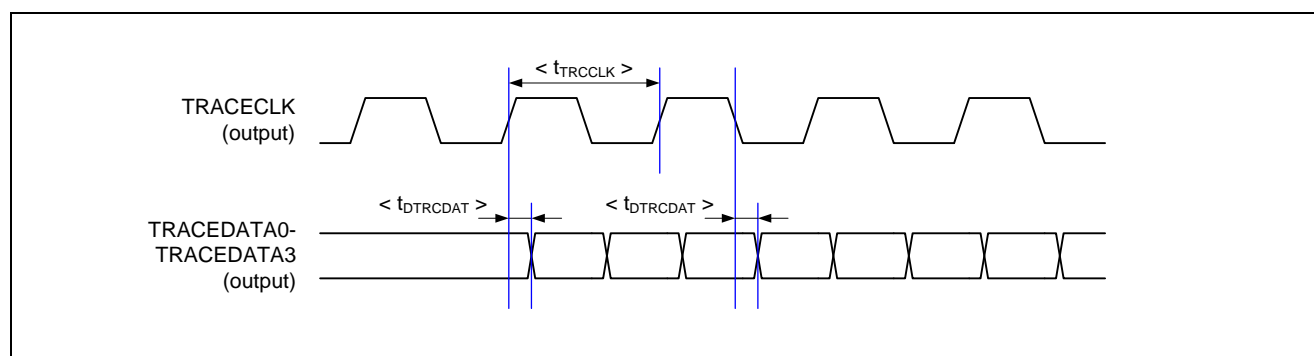 < tTRCCLK >
TRACECLK
(output)
< tDTRCDAT >
< tDTRCDAT >
TRACEDATA0-
TRACEDATA3
(output)